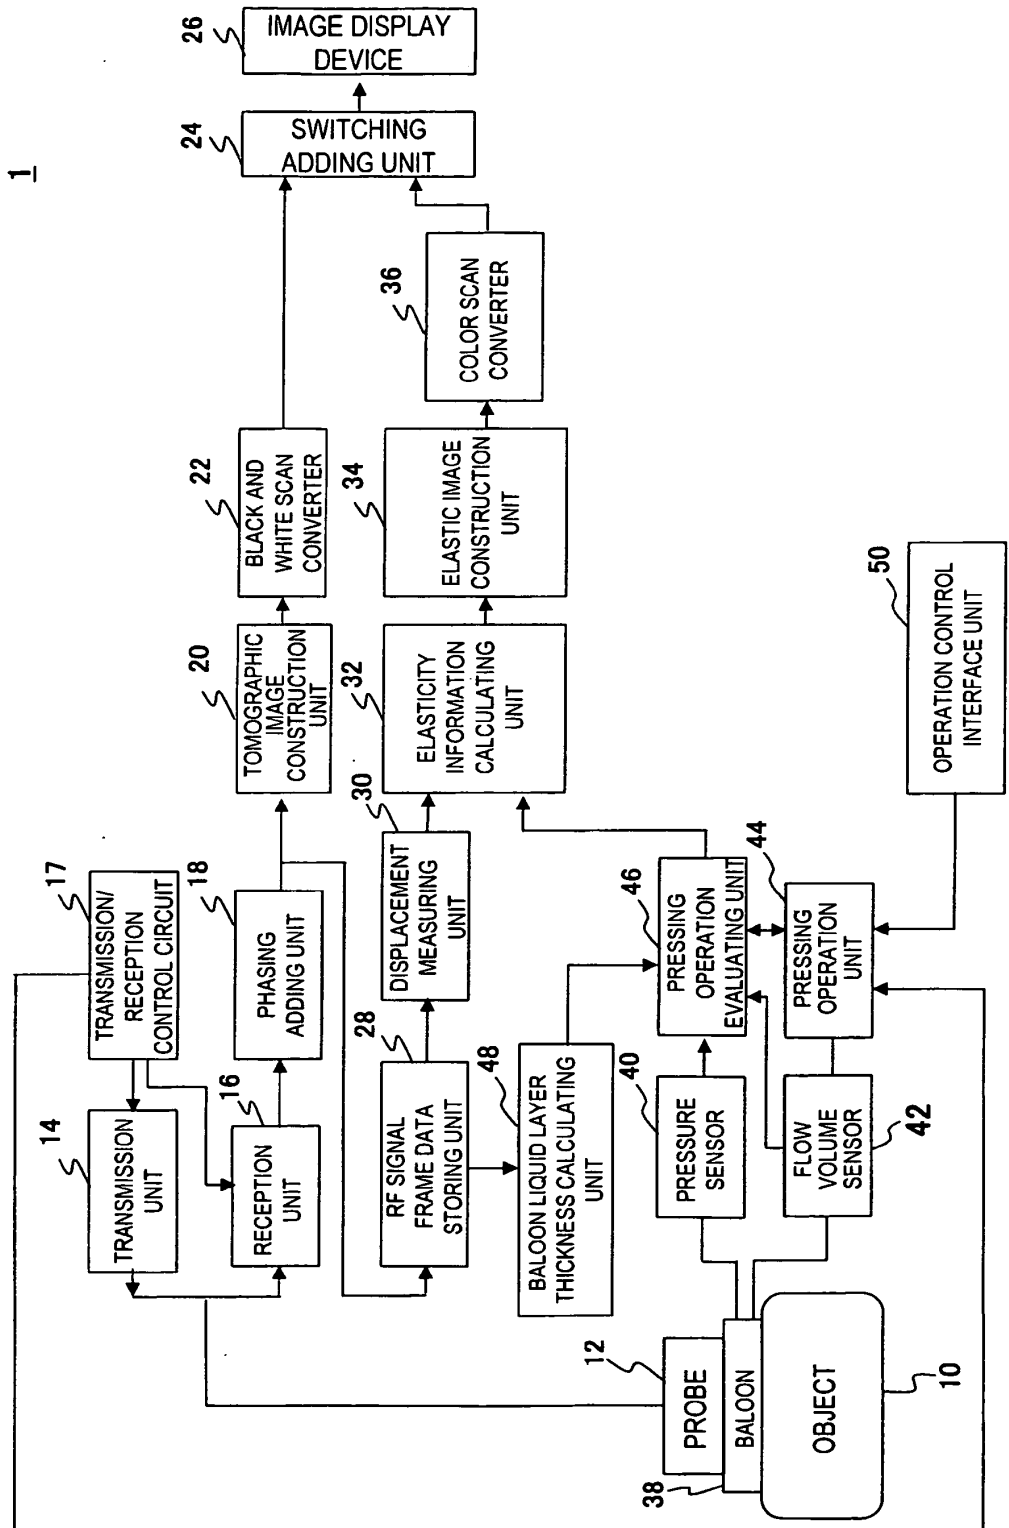 1
26
IMAGE DISPLAY
DEVICE
24
SWITCHING
ADDING UNIT
36
COLOR SCAN
CONVERTER
22
BLACK AND
WHITE SCAN
CONVERTER
34
ELASTIC IMAGE
CONSTRUCTION
UNIT
20
TOMOGRAPHIC
IMAGE
CONSTRUCTION
UNIT
32
ELASTICITY
INFORMATION
CALCULATING
UNIT
50
OPERATION CONTROL
INTERFACE UNIT
17
TRANSMISSION/
RECEPTION
CONTROL CIRCUIT
18
PHASING
ADDING UNIT
30
DISPLACEMENT
MEASURING
UNIT
46
PRESSING
OPERATION
EVALUATING UNIT
44
PRESSING
OPERATION
UNIT
14
TRANSMISSION
UNIT
16
RECEPTION
UNIT
28
RF SIGNAL
FRAME DATA
STORING UNIT
48
BALOON LIQUID LAYER
THICKNESS CALCULATING
UNIT
40
PRESSURE
SENSOR
FLOW
VOLUME
SENSOR
42
12
PROBE
BALOON
38
OBJECT
10